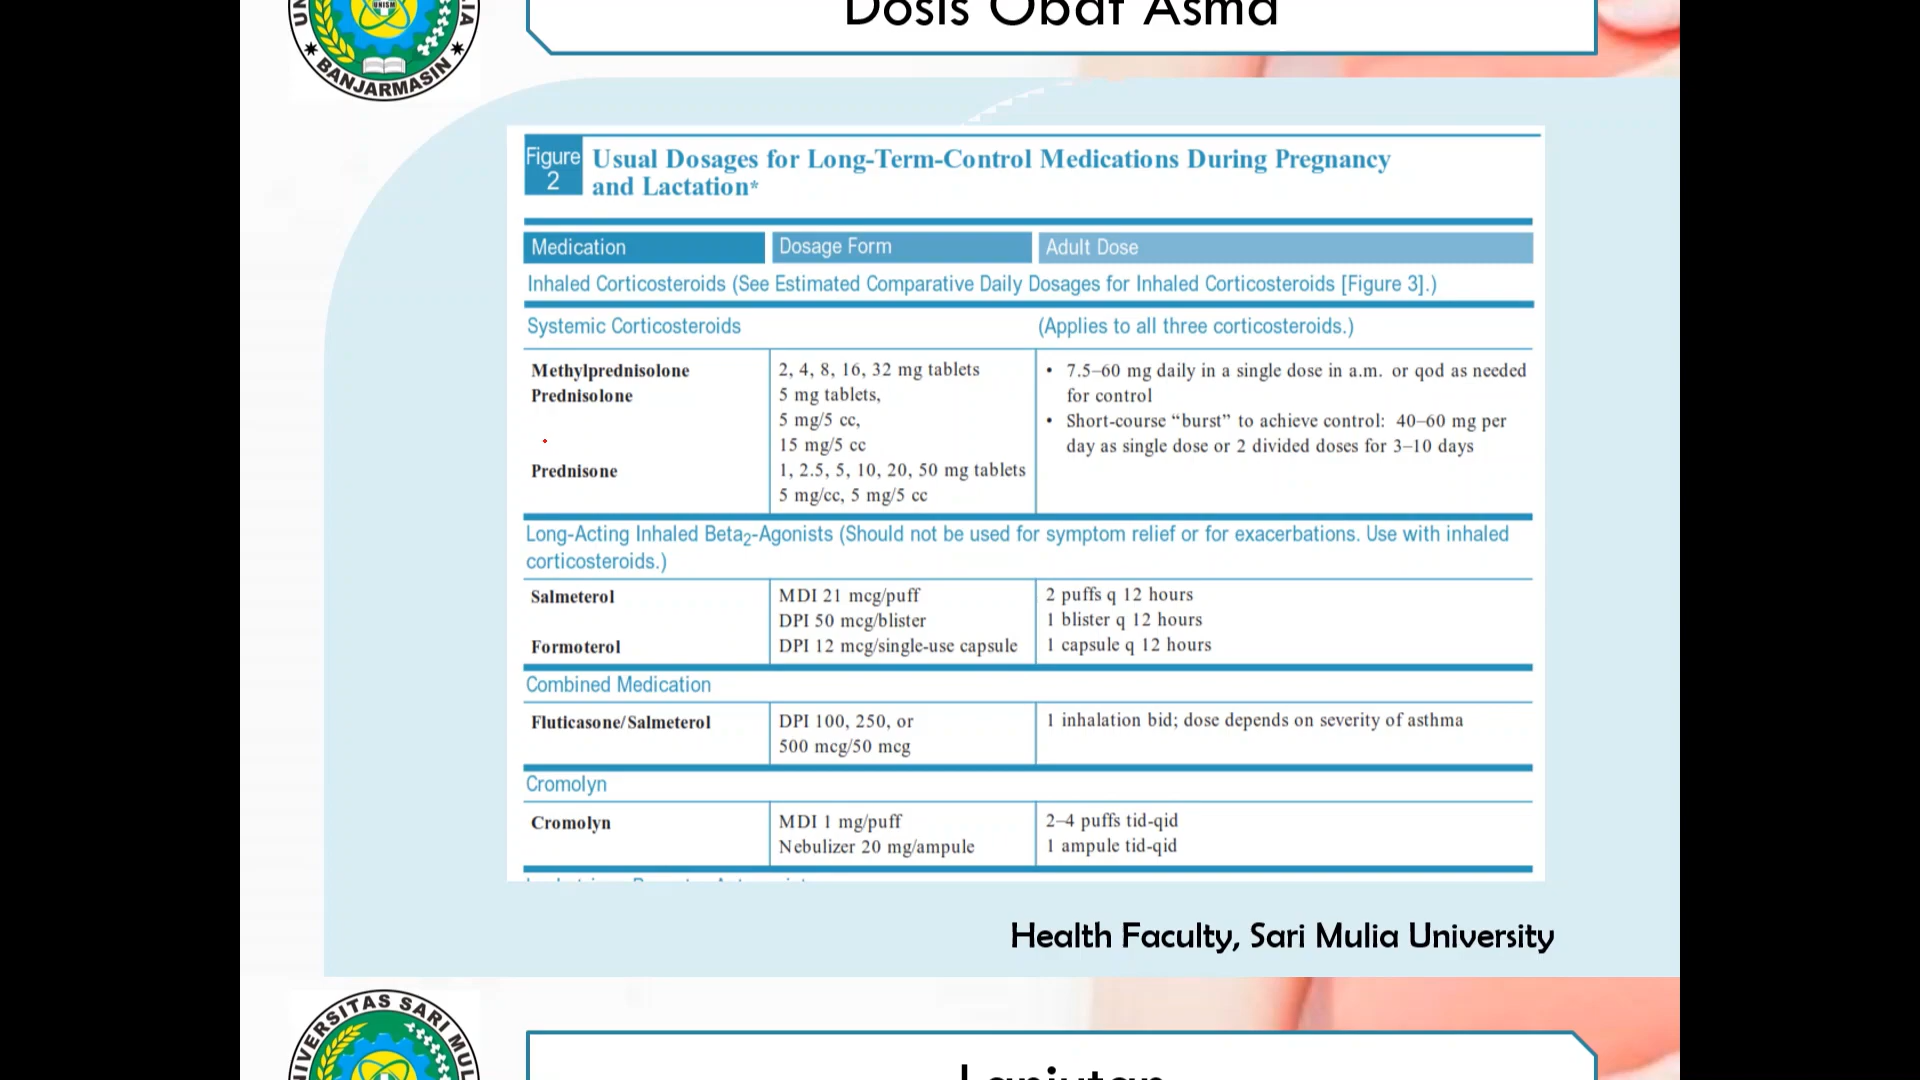 Dosis Obat Asma
BANJARMASIN
UNISM
Figure 2
Usual Dosages for Long-Term-Control Medications During Pregnancy
and Lactation*
Medication Dosage Form Adult Dose
Inhaled Corticosteroids (See Estimated Comparative Daily Dosages for Inhaled Corticosteroids [Figure 3].)
Systemic Corticosteroids (Applies to all three corticosteroids.)
Methylprednisolone 2, 4, 8, 16, 32 mg tablets • 7.5–60 mg daily in a single dose in a.m. or qod as needed
Prednisolone 5 mg tablets, for control
5 mg/5 cc, • Short-course “burst” to achieve control: 40–60 mg per
15 mg/5 cc day as single dose or 2 divided doses for 3–10 days
Prednisone 1, 2.5, 5, 10, 20, 50 mg tablets
5 mg/cc, 5 mg/5 cc
Long-Acting Inhaled Beta2-Agonists (Should not be used for symptom relief or for exacerbations. Use with inhaled
corticosteroids.)
Salmeterol MDI 21 mcg/puff 2 puffs q 12 hours
DPI 50 mcg/blister 1 blister q 12 hours
Formoterol DPI 12 mcg/single-use capsule 1 capsule q 12 hours
Combined Medication
Fluticasone/Salmeterol DPI 100, 250, or 1 inhalation bid; dose depends on severity of asthma
500 mcg/50 mcg
Cromolyn
Cromolyn MDI 1 mg/puff 2–4 puffs tid-qid
Nebulizer 20 mg/ampule 1 ampule tid-qid
Health Faculty, Sari Mulia University
Lanjutan